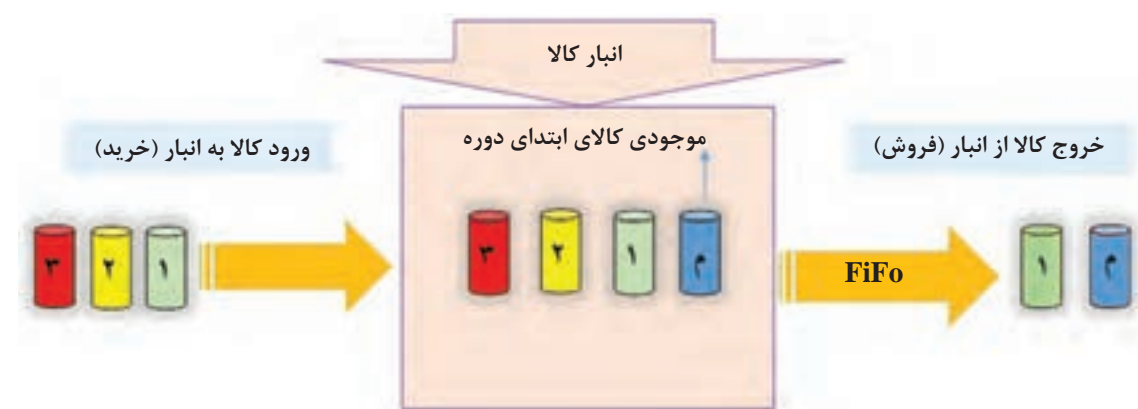 انبار کالا
خروج کالا از انبار (فروش)
موجودی کالای ابتدای دوره
ورود کالا به انبار (خرید)
م
۱
FiFo
م
۱
۲
۳
۱
۲
۳